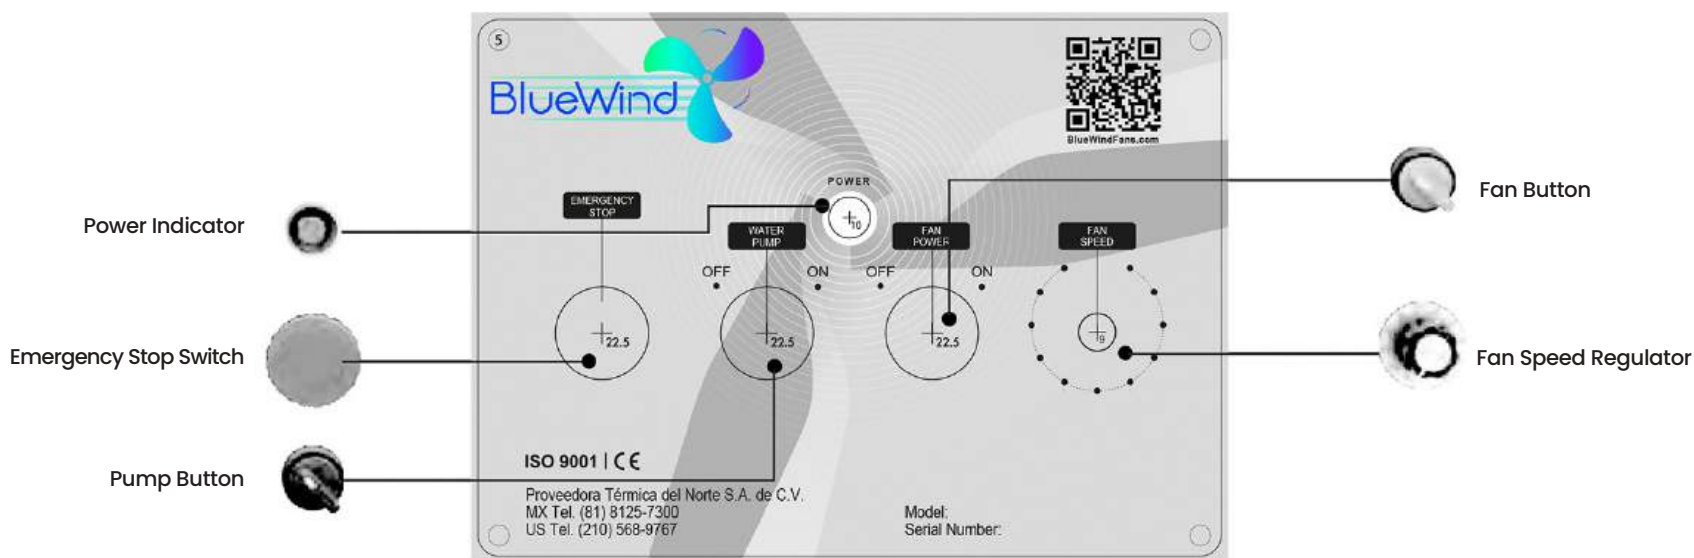 5
BlueWind
BlueWindFans.com
POWER
10
EMERGENCY
STOP
WATER
PUMP
FAN
POWER
FAN
SPEED
OFF
ON
OFF
ON
22.5
22.5
22.5
9
ISO 9001 | CE
Proveedora Térmica del Norte S.A. de C.V.
MX Tel. (81) 8125-7300
US Tel. (210) 568-9767
Model:
Serial Number:
Power Indicator
Emergency Stop Switch
Pump Button
Fan Button
Fan Speed Regulator